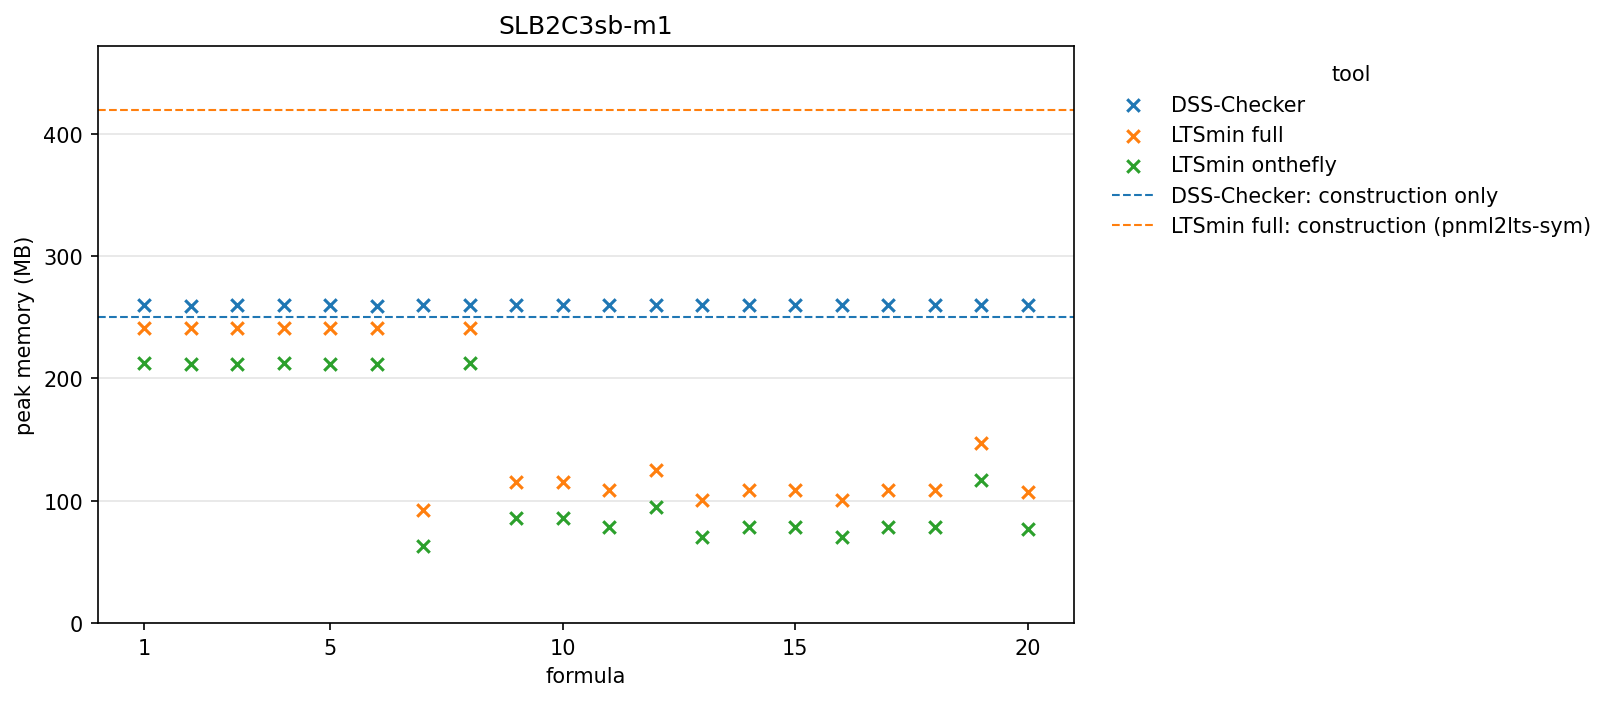 SLB2C3sb-m1
tool
DSS-Checker
LTSmin full
LTSmin onthefly
DSS-Checker: construction only
LTSmin full: construction (pnml2lts-sym)
peak memory (MB)
400
300
200
100
0
1 5 10 15 20
formula